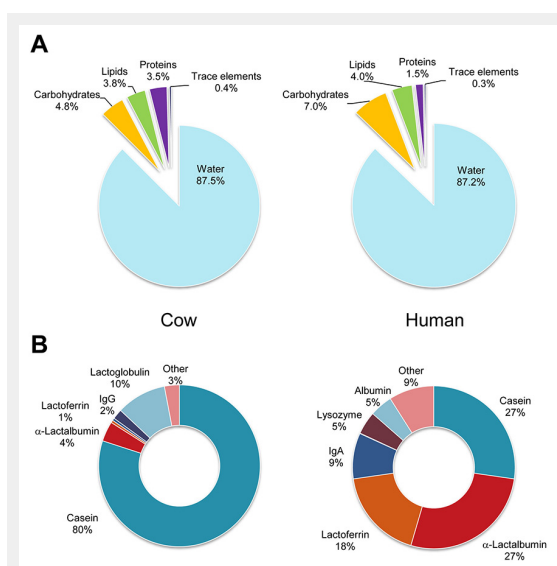 A
Proteins
3.5%
Lipids
3.8%
Trace elements
0.4%
Carbohydrates
4.8%
Water
87.5%
Proteins
1.5%
Lipids
4.0%
Trace elements
0.3%
Carbohydrates
7.0%
Water
87.2%
Cow
Human
B
Lactoglobulin
10%
Other
3%
IgG
2%
Lactoferrin
1%
α-Lactalbumin
4%
Casein
80%
Other
9%
Albumin
5%
Casein
27%
Lysozyme
5%
IgA
9%
Lactoferrin
18%
α-Lactalbumin
27%